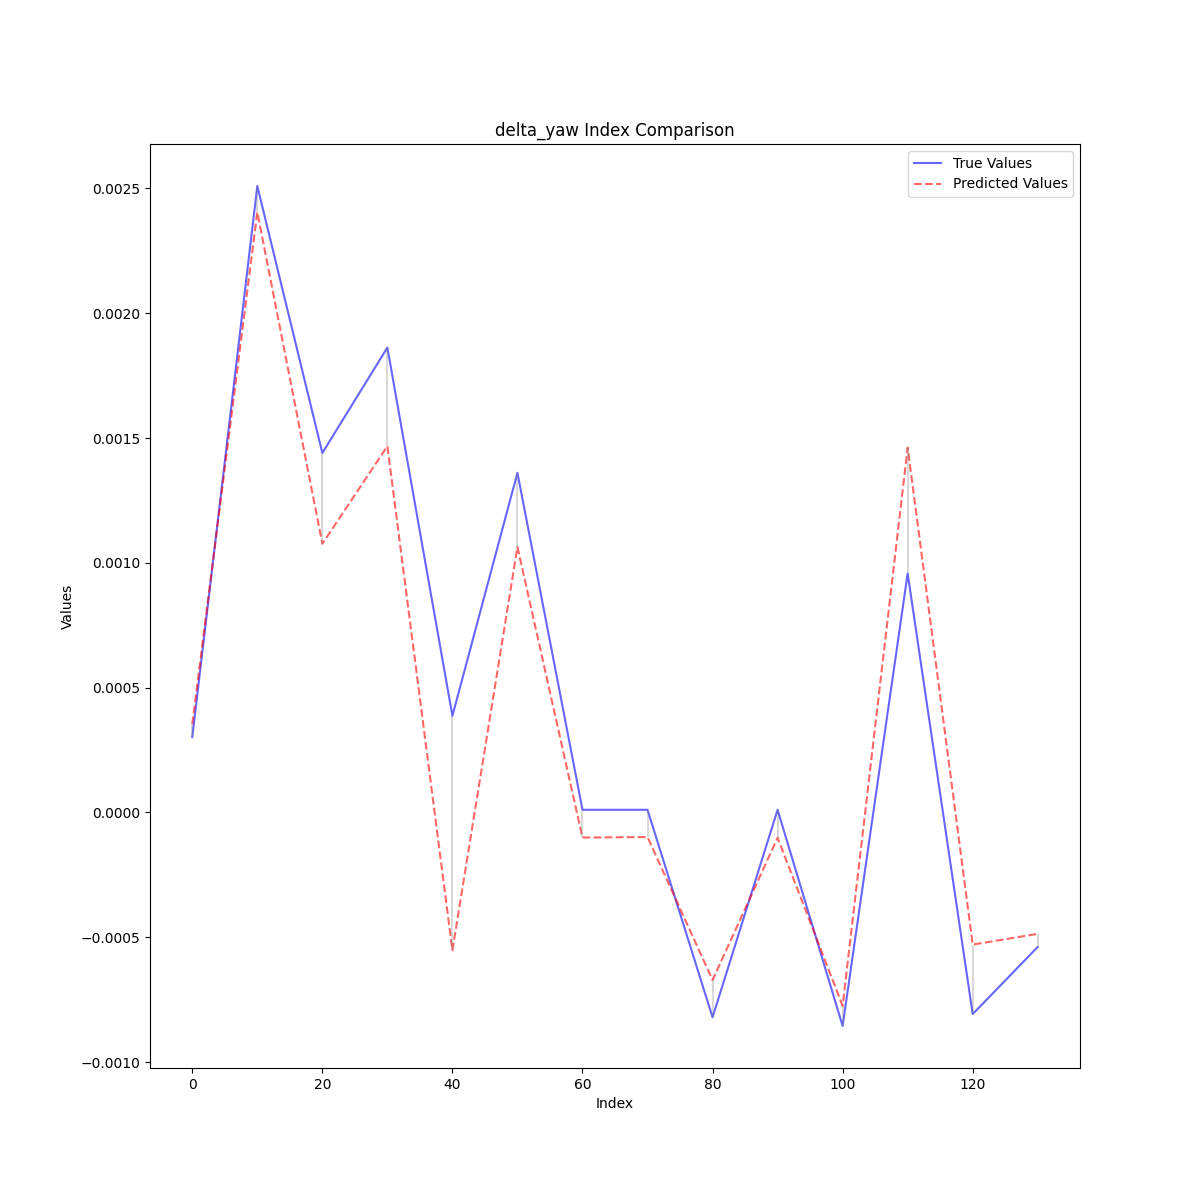 delta_yaw Index Comparison
True Values
Predicted Values
0.0025
0.0020
0.0015
0.0010
0.0005
0.0000
−0.0005
−0.0010
Values
0 20 40 60 80 100 120
Index